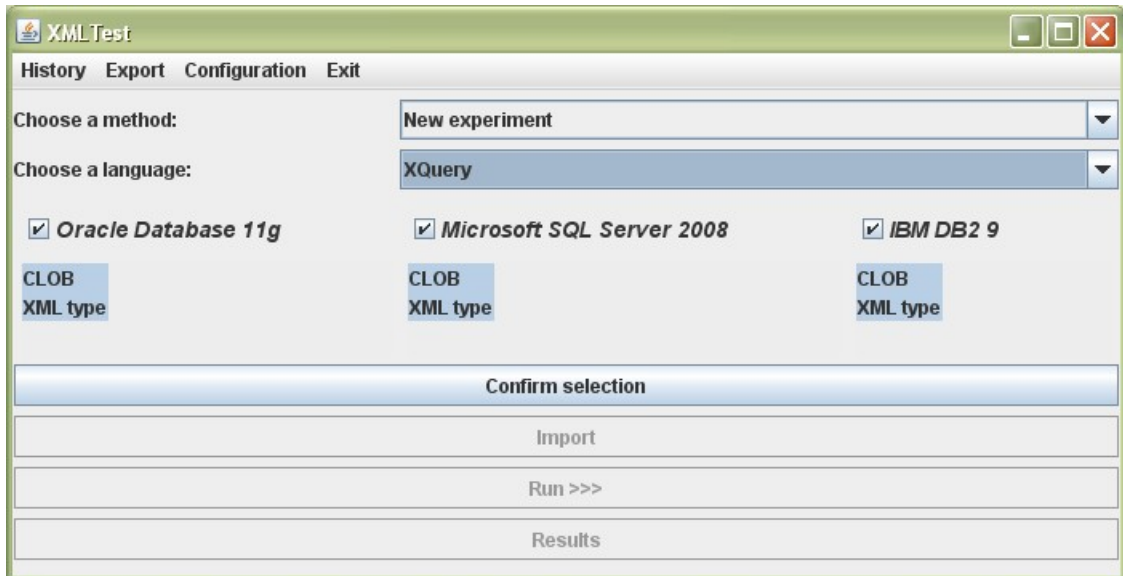 XMLTest
History Export Configuration Exit
Choose a method: New experiment
Choose a language: XQuery
Oracle Database 11g Microsoft SQL Server 2008 IBM DB2 9
CLOB CLOB CLOB
XML type XML type XML type
Confirm selection
Import
Run >>>
Results